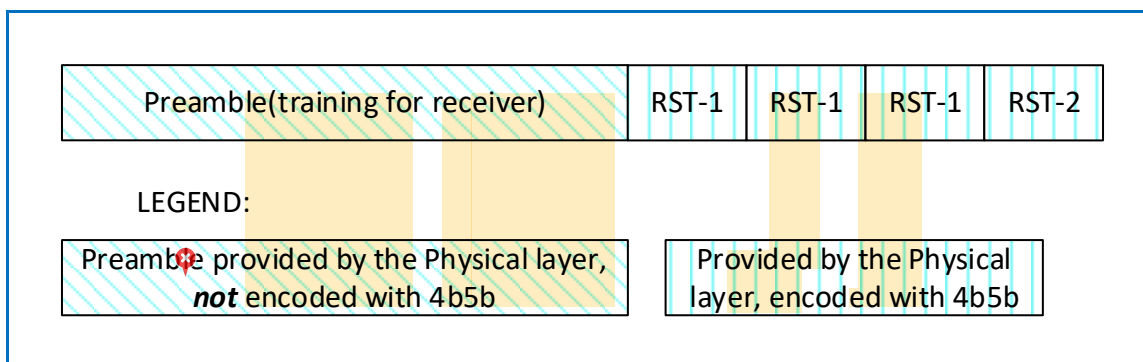 Preamble(training for receiver) RST-1 RST-1 RST-1 RST-2
LEGEND:
Preamble provided by the Physical layer,
not encoded with 4b5b
Provided by the Physical
layer, encoded with 4b5b